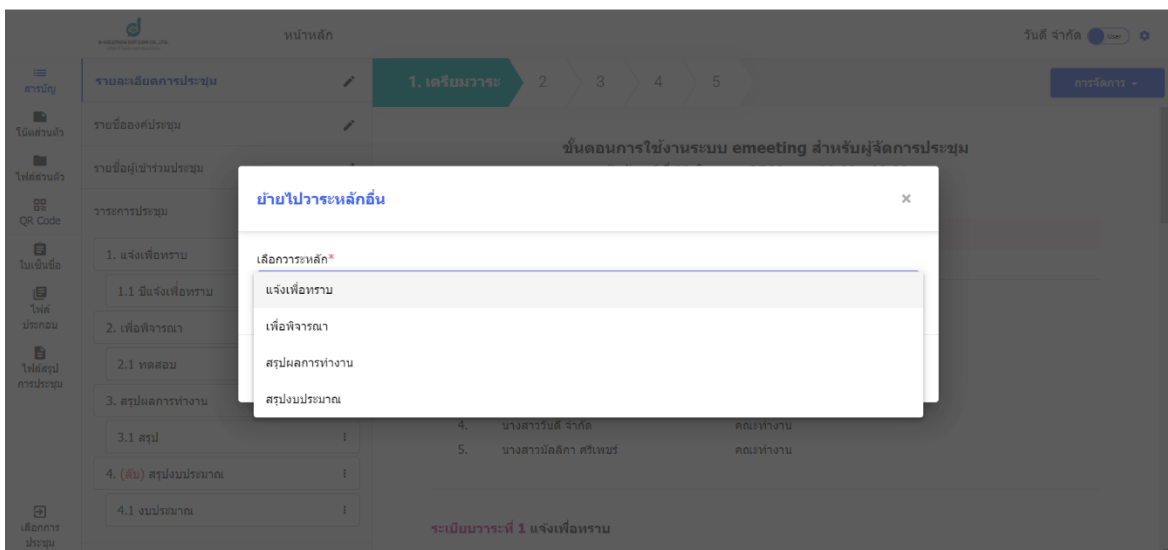 หน้าหลัก
วันดี จำกัด User
สารบัญ
โน๊ตส่วนตัว
ไฟล์ส่วนตัว
QR Code
ใบเซ็นชื่อ
ไฟล์
ประกอบ
ไฟล์สรุป
การประชุม
เลือกการ
ประชุม
รายละเอียดการประชุม
รายชื่อองค์ประชุม
รายชื่อผู้เข้าร่วมประชุม
วาระการประชุม
1. แจ้งเพื่อทราบ
1.1 ชี้แจ้งเพื่อทราบ
2. เพื่อพิจารณา
2.1 ทดสอบ
3. สรุปผลการทำงาน
3.1 สรุป
4. (ลับ) สรุปงบประมาณ
4.1 งบประมาณ
1. เตรียมวาระ 2 3 4 5
การจัดการ
ขั้นตอนการใช้งานระบบ emeeting สำหรับผู้จัดการประชุม
ย้ายไปวาระหลักอื่น ×
เลือกวาระหลัก*
แจ้งเพื่อทราบ
เพื่อพิจารณา
สรุปผลการทำงาน
สรุปงบประมาณ
4. นางสาววันดี จำกัด คณะทำงาน
5. นางสาวมัลลิกา ศรีเพชร์ คณะทำงาน
ระเบียบวาระที่ 1 แจ้งเพื่อทราบ